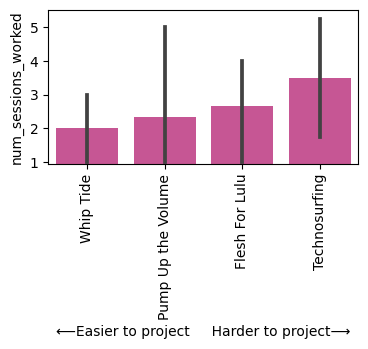 num_sessions_worked
5
4
3
2
1
Whip Tide
Pump Up the Volume
Flesh For Lulu
Technosurfing
⟵Easier to project Harder to project⟶